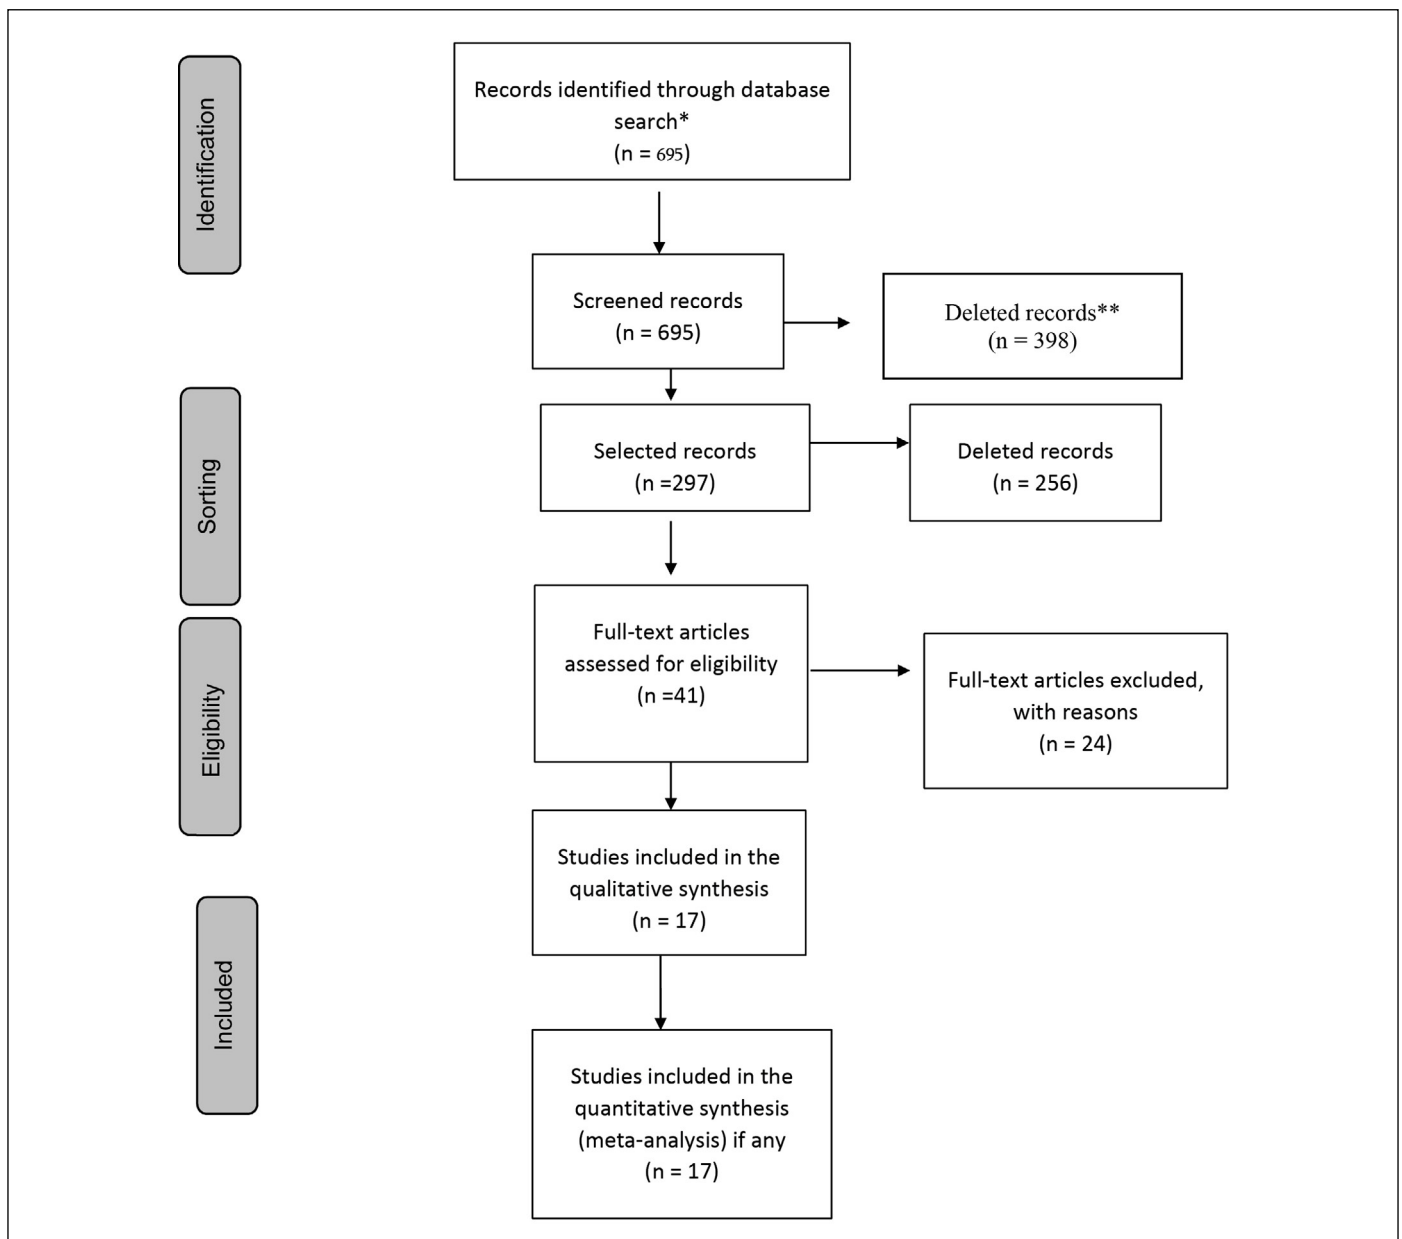 Identification
Records identified through database
search*
(n = 695)
Screened records
(n = 695)
Deleted records**
(n = 398)
Sorting
Selected records
(n =297)
Deleted records
(n = 256)
Eligibility
Full-text articles
assessed for eligibility
(n =41)
Full-text articles excluded,
with reasons
(n = 24)
Studies included in the
qualitative synthesis
(n = 17)
Included
Studies included in the
quantitative synthesis
(meta-analysis) if any
(n = 17)